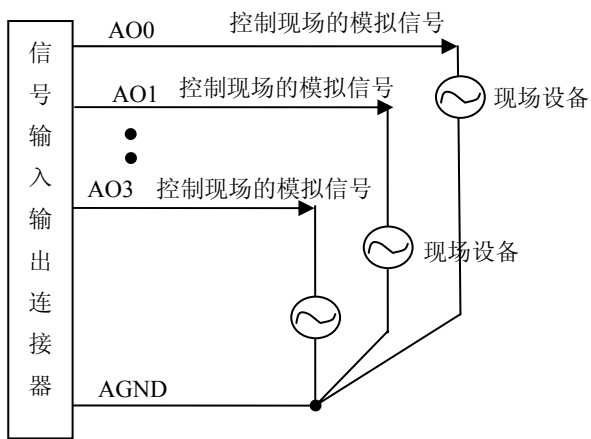 信号输入输出连接器
AO0 控制现场的模拟信号
现场设备
AO1 控制现场的模拟信号
AO3 控制现场的模拟信号
现场设备
AGND